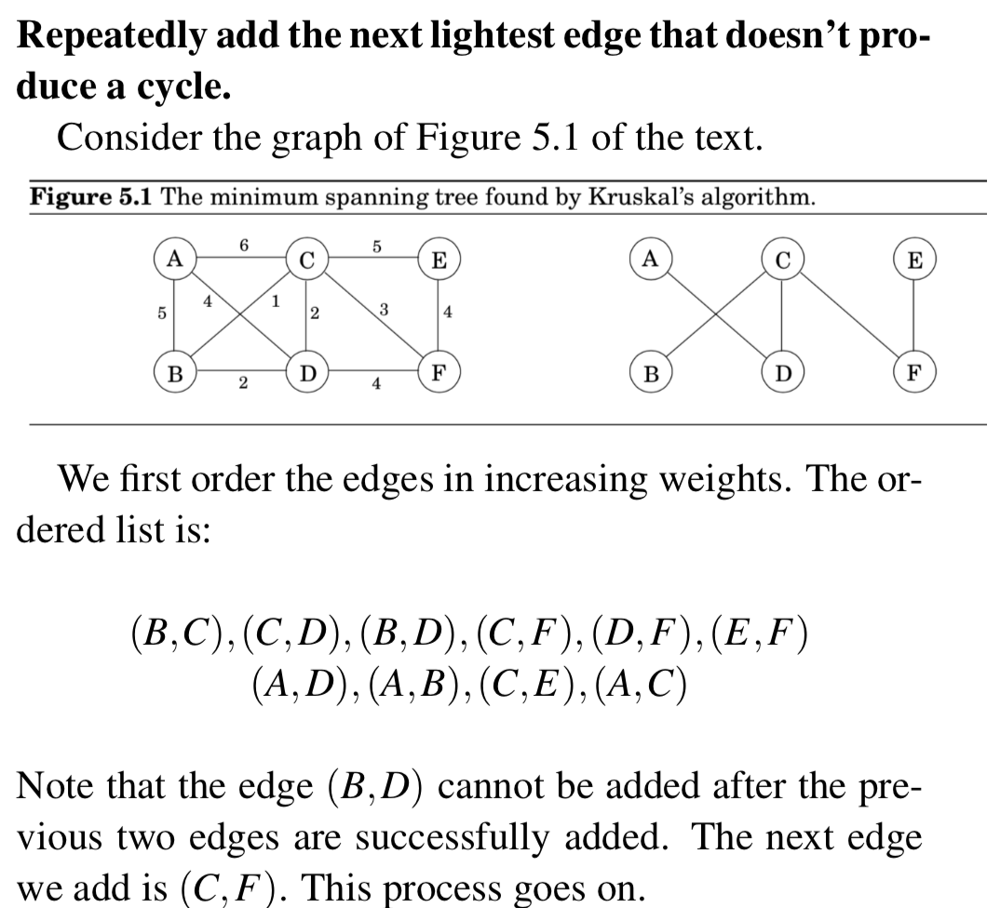 Repeatedly add the next lightest edge that doesn't pro-
duce a cycle.
Consider the graph of Figure 5.1 of the text.
Figure 5.1 The minimum spanning tree found by Kruskal's algorithm.
A 6 C 5 E
5 4 1 2 3 4
B 2 D 4 F
A C E
B D F
We first order the edges in increasing weights. The or-
dered list is:
(B,C),(C,D),(B,D),(C,F),(D,F),(E,F)
(A,D),(A,B),(C,E),(A,C)
Note that the edge (B,D) cannot be added after the pre-
vious two edges are successfully added. The next edge
we add is (C,F). This process goes on.